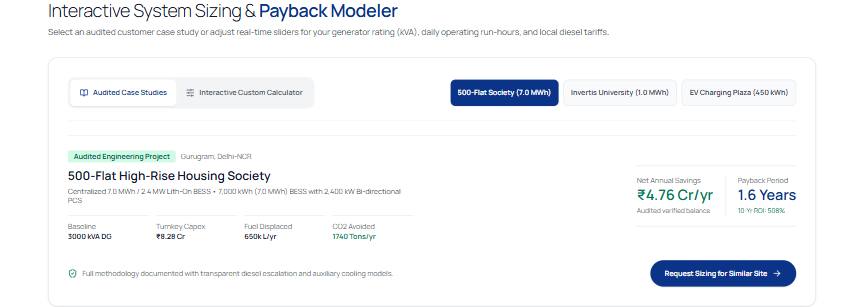 Interactive System Sizing & Payback Modeler
Select an audited customer case study or adjust real-time sliders for your generator rating (kVA), daily operating run-hours, and local diesel tariffs.
Audited Case Studies
Interactive Custom Calculator
500-Flat Society (7.0 MWh)
Invertis University (1.0 MWh)
EV Charging Plaza (450 kWh)
Audited Engineering Project
Gurugram, Delhi-NCR
500-Flat High-Rise Housing Society
Centralized 7.0 MWh / 2.4 MW Lith-On BESS • 7,000 kWh (7.0 MWh) BESS with 2,400 kW Bi-directional
PCS
Baseline
3000 kVA DG
Turnkey Capex
₹8.28 Cr
Fuel Displaced
650k L/yr
CO2 Avoided
1740 Tons/yr
Net Annual Savings
₹4.76 Cr/yr
Audited verified balance
Payback Period
1.6 Years
10-Yr ROI: 508%
Full methodology documented with transparent diesel escalation and auxiliary cooling models.
Request Sizing for Similar Site →